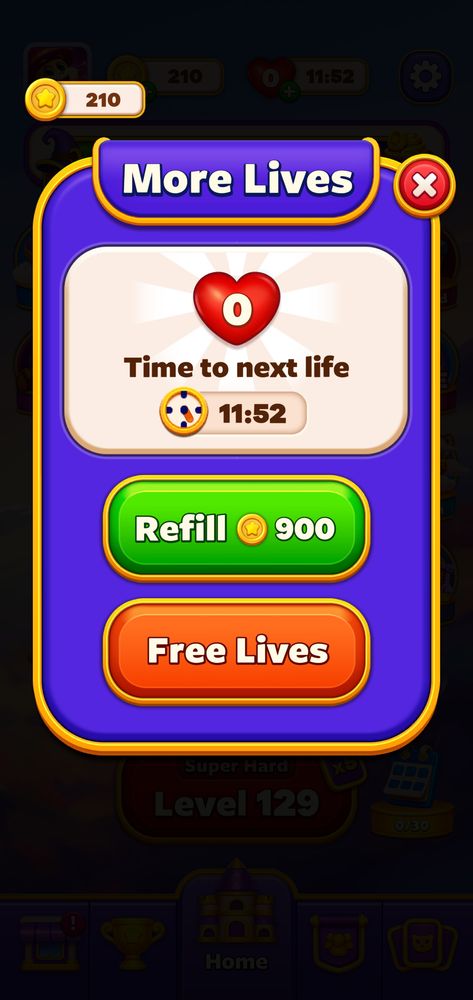 210
0
11:52
210
More Lives
0
Time to next life
11:52
Refill 900
Free Lives
Super Hard
x5
Level 129
0/30
!
Home